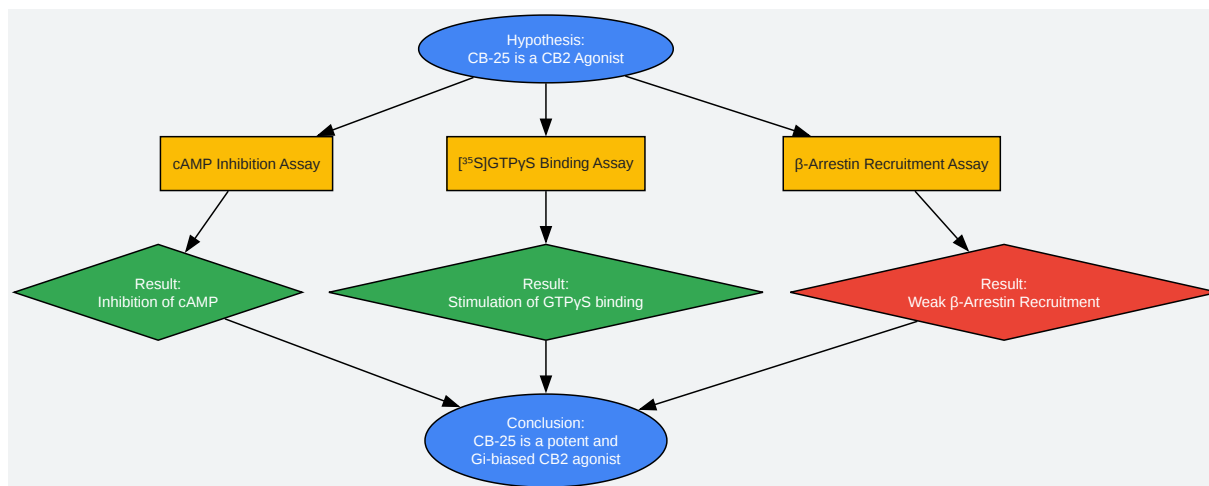 Hypothesis:
CB-25 is a CB2 Agonist
cAMP Inhibition Assay
[³⁵S]GTPγS Binding Assay
β-Arrestin Recruitment Assay
Result:
Inhibition of cAMP
Result:
Stimulation of GTPγS binding
Result:
Weak β-Arrestin Recruitment
Conclusion:
CB-25 is a potent and
Gi-biased CB2 agonist